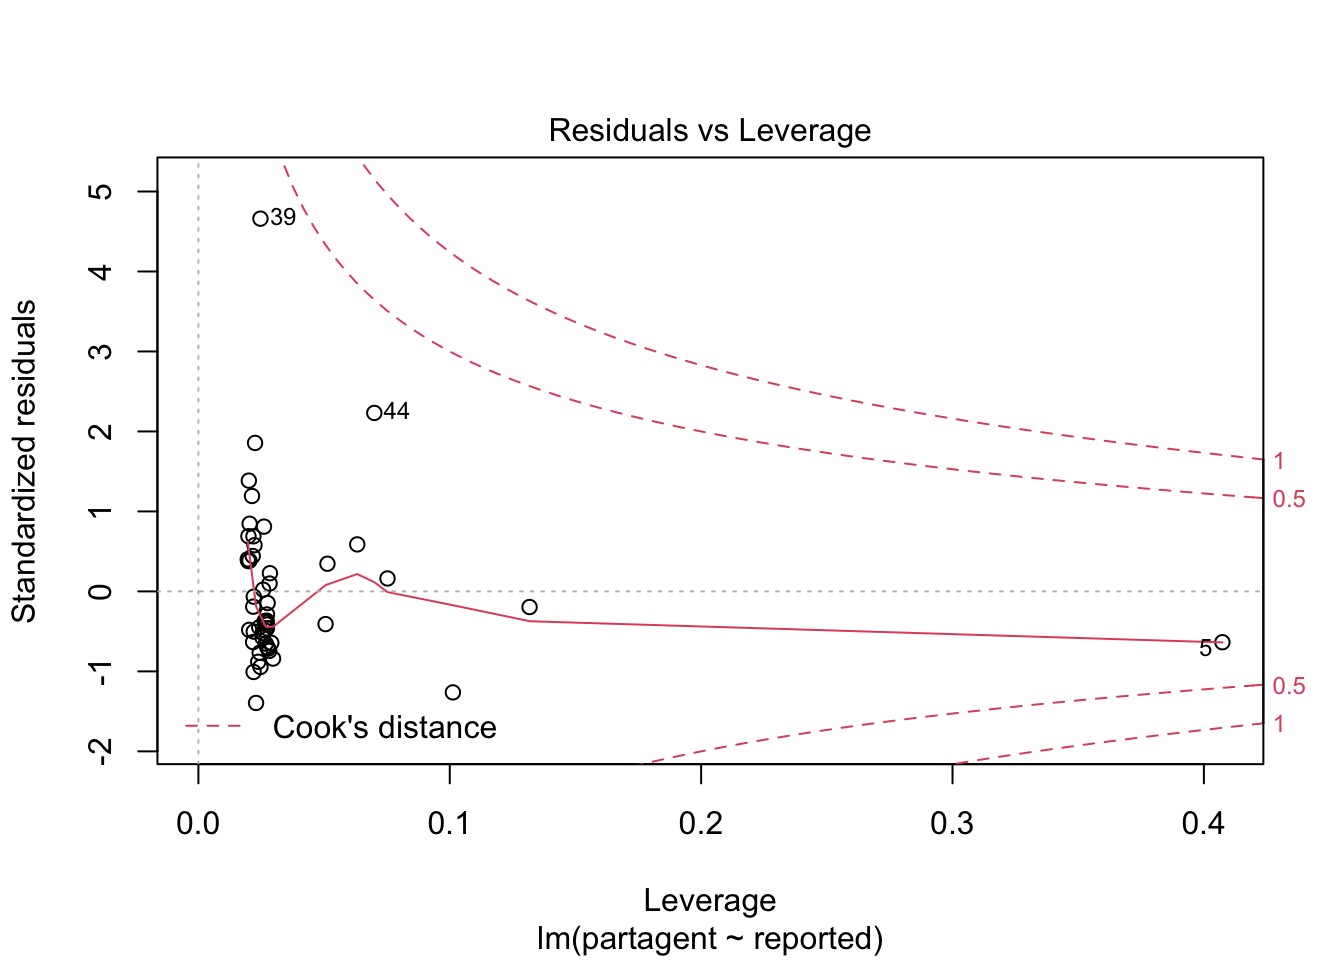 Residuals vs Leverage
Standardized residuals
5
4
3
2
1
0
-1
-2
39
44
5
1
0.5
0.5
1
Cook's distance
0.0 0.1 0.2 0.3 0.4
Leverage
lm(partagent ~ reported)